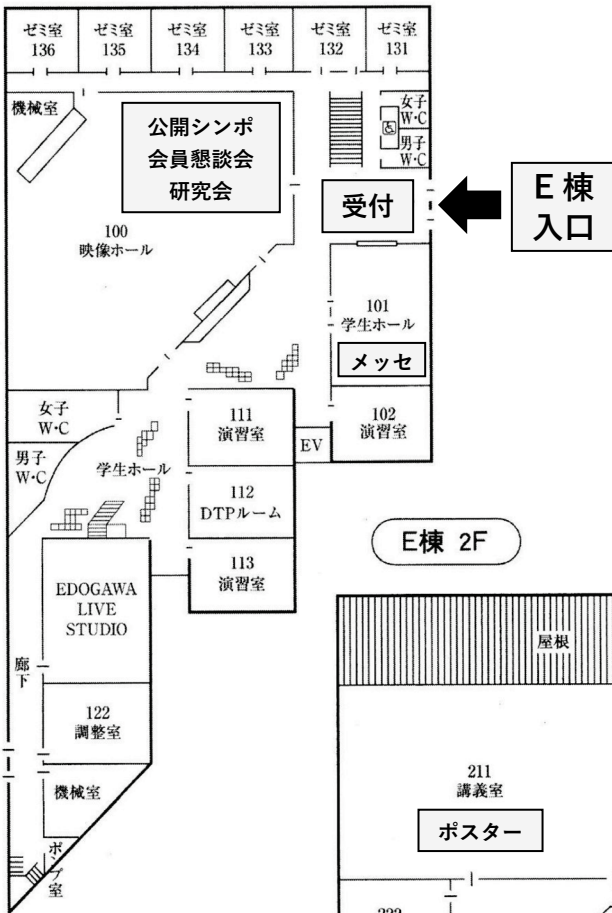 ゼミ室
136
ゼミ室
135
ゼミ室
134
ゼミ室
133
ゼミ室
132
ゼミ室
131
機械室
公開シンポ
会員懇談会
研究会
女子
W·C
男子
W·C
受付
E棟
入口
100
映像ホール
101
学生ホール
メッセ
女子
W·C
男子
W·C
学生ホール
111
演習室
EV
102
演習室
112
DTPルーム
113
演習室
E棟 2F
EDOGAWA
LIVE
STUDIO
屋根
廊下
122
調整室
211
講義室
機械室
ポスター
ポンプ室